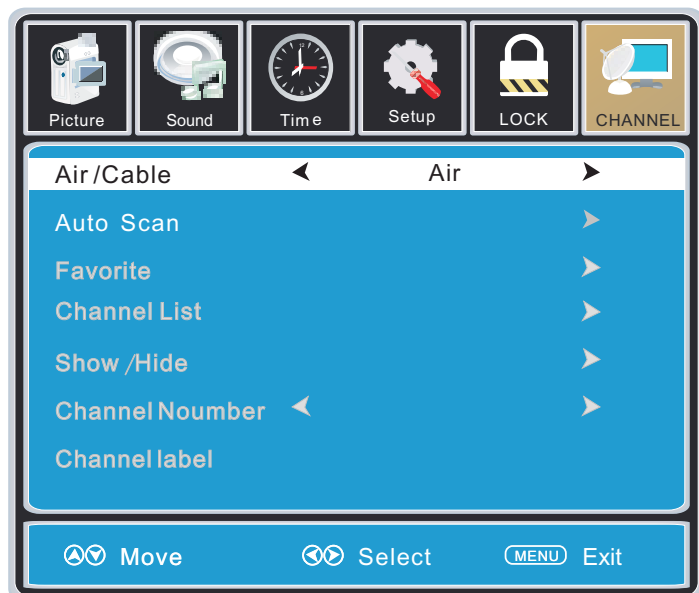 Picture Sound Time Setup LOCK CHANNEL
Air/Cable Air
Auto Scan
Favorite
Channel List
Show /Hide
Channel Noumber
Channel label
Move Select MENU Exit